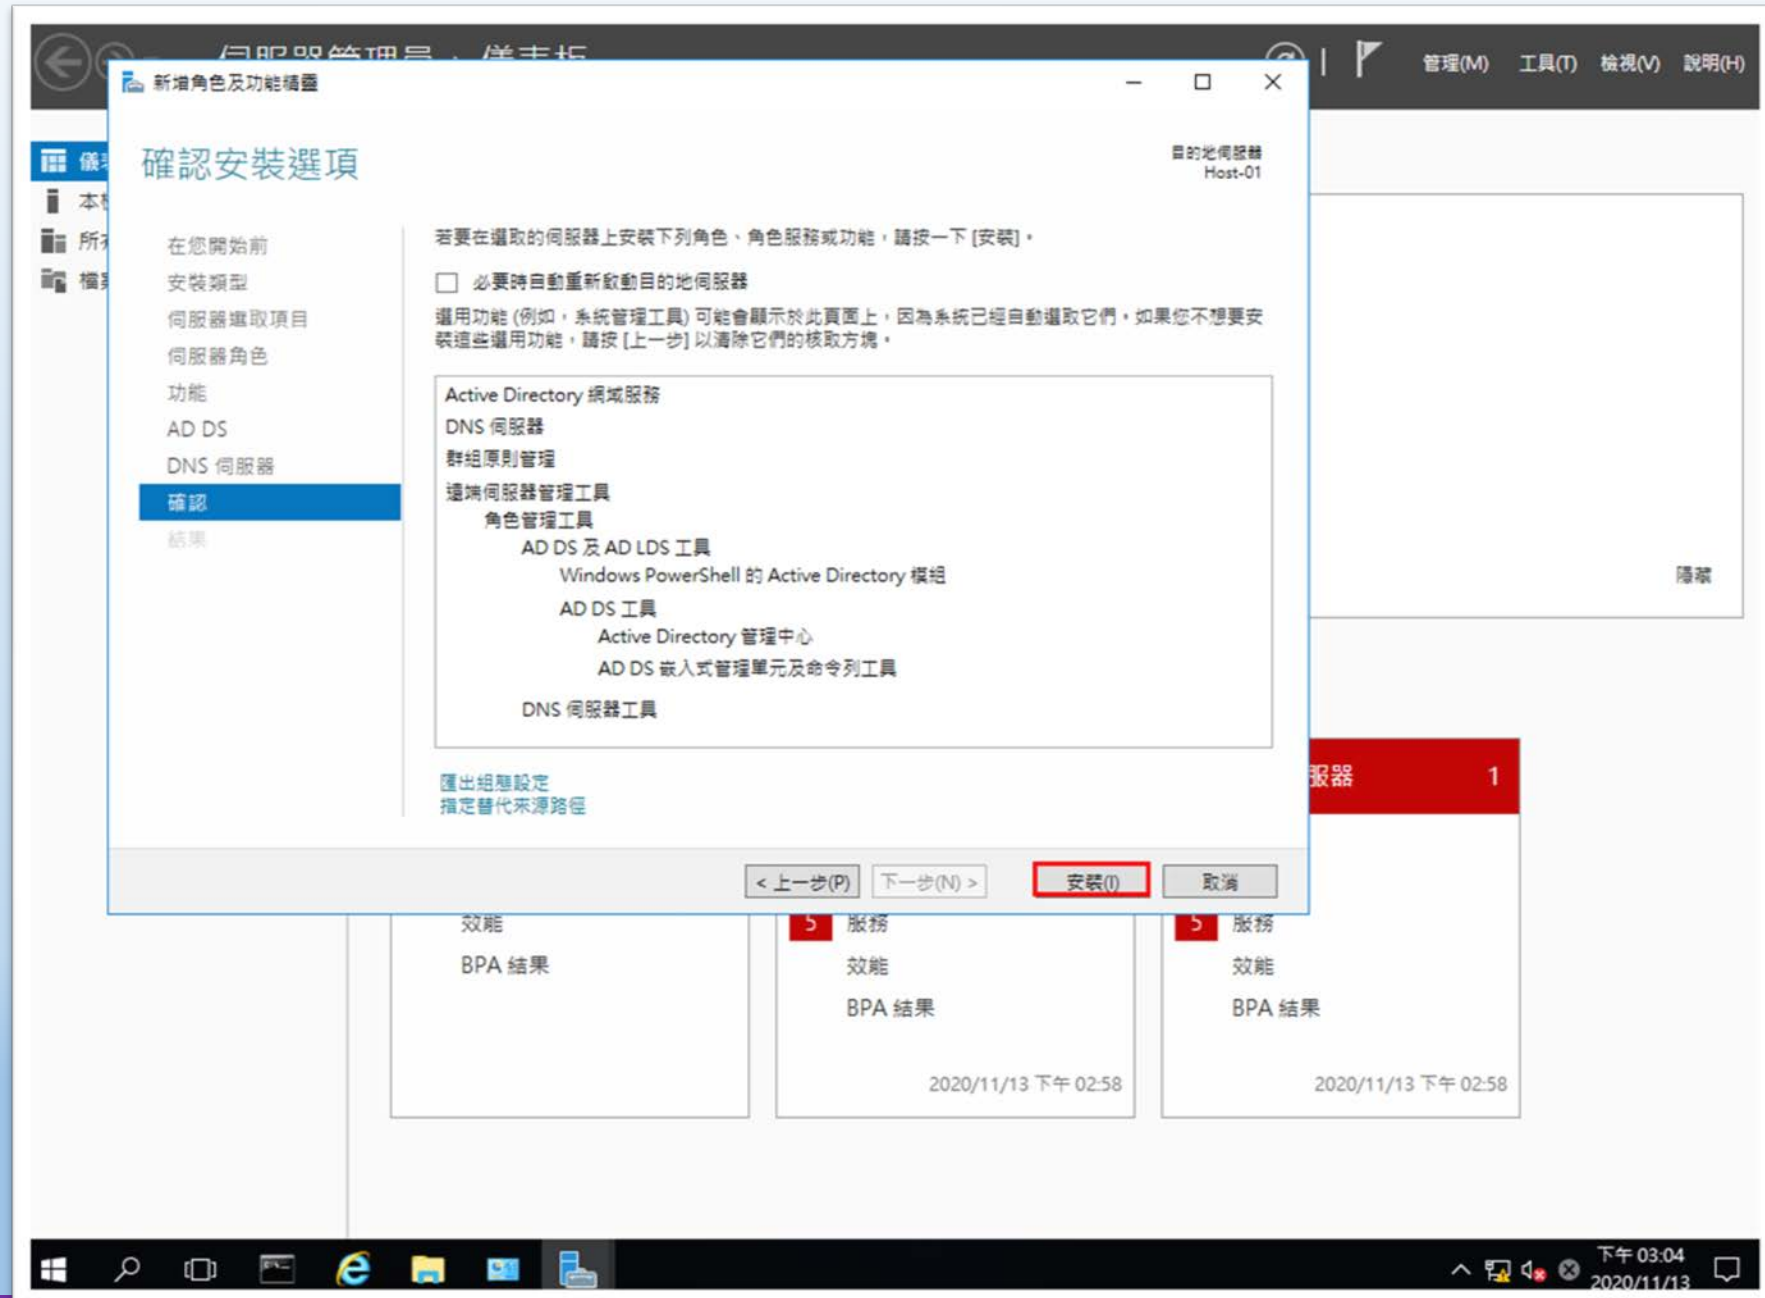 伺服器管理員 › 儀表板
管理(M) 工具(T) 檢視(V) 說明(H)
新增角色及功能精靈
確認安裝選項
目的地伺服器
Host-01
儀
本
所
在您開始前
安裝類型
伺服器選取項目
伺服器角色
功能
AD DS
DNS 伺服器
確認
結果
若要在選取的伺服器上安裝下列角色、角色服務或功能，請按一下 [安裝]。
必要時自動重新啟動目的地伺服器
選用功能 (例如，系統管理工具) 可能會顯示於此頁面上，因為系統已經自動選取它們。如果您不想要安
裝這些選用功能，請按 [上一步] 以清除它們的核取方塊。
Active Directory 網域服務
DNS 伺服器
群組原則管理
遠端伺服器管理工具
角色管理工具
AD DS 及 AD LDS 工具
Windows PowerShell 的 Active Directory 模組
AD DS 工具
Active Directory 管理中心
AD DS 嵌入式管理單元及命令列工具
DNS 伺服器工具
匯出組態設定
指定替代來源路徑
< 上一步(P) 下一步(N) > 安裝(I) 取消
隱藏
服器 1
效能
BPA 結果
5 服務
效能
BPA 結果
2020/11/13 下午 02:58
5 服務
效能
BPA 結果
2020/11/13 下午 02:58
下午 03:04
2020/11/13